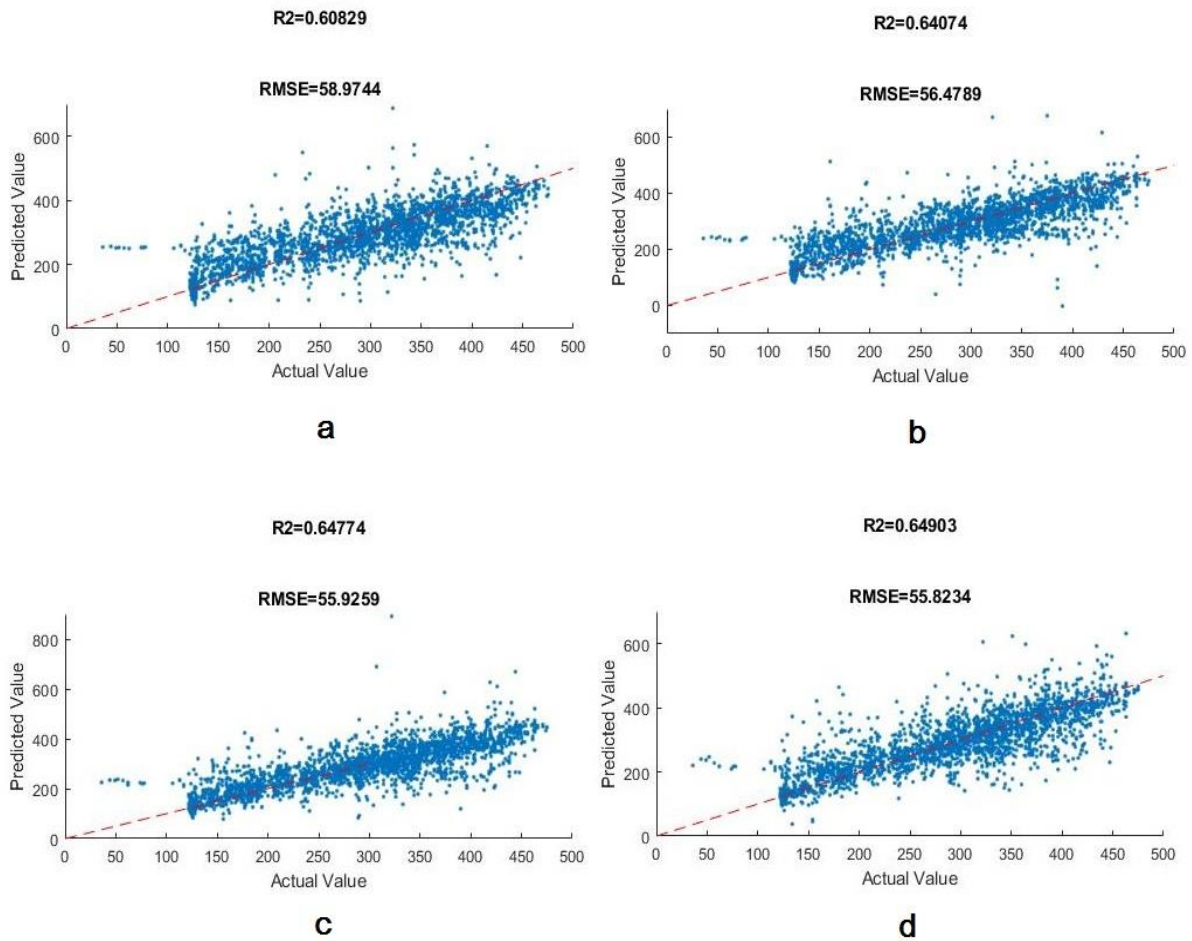 R2=0.60829
RMSE=58.9744
Predicted Value
600
400
200
0
0 50 100 150 200 250 300 350 400 450 500
Actual Value
a
R2=0.64074
RMSE=56.4789
Predicted Value
600
400
200
0
0 50 100 150 200 250 300 350 400 450 500
Actual Value
b
R2=0.64774
RMSE=55.9259
Predicted Value
800
600
400
200
0
0 50 100 150 200 250 300 350 400 450 500
Actual Value
c
R2=0.64903
RMSE=55.8234
Predicted Value
600
400
200
0
0 50 100 150 200 250 300 350 400 450 500
Actual Value
d